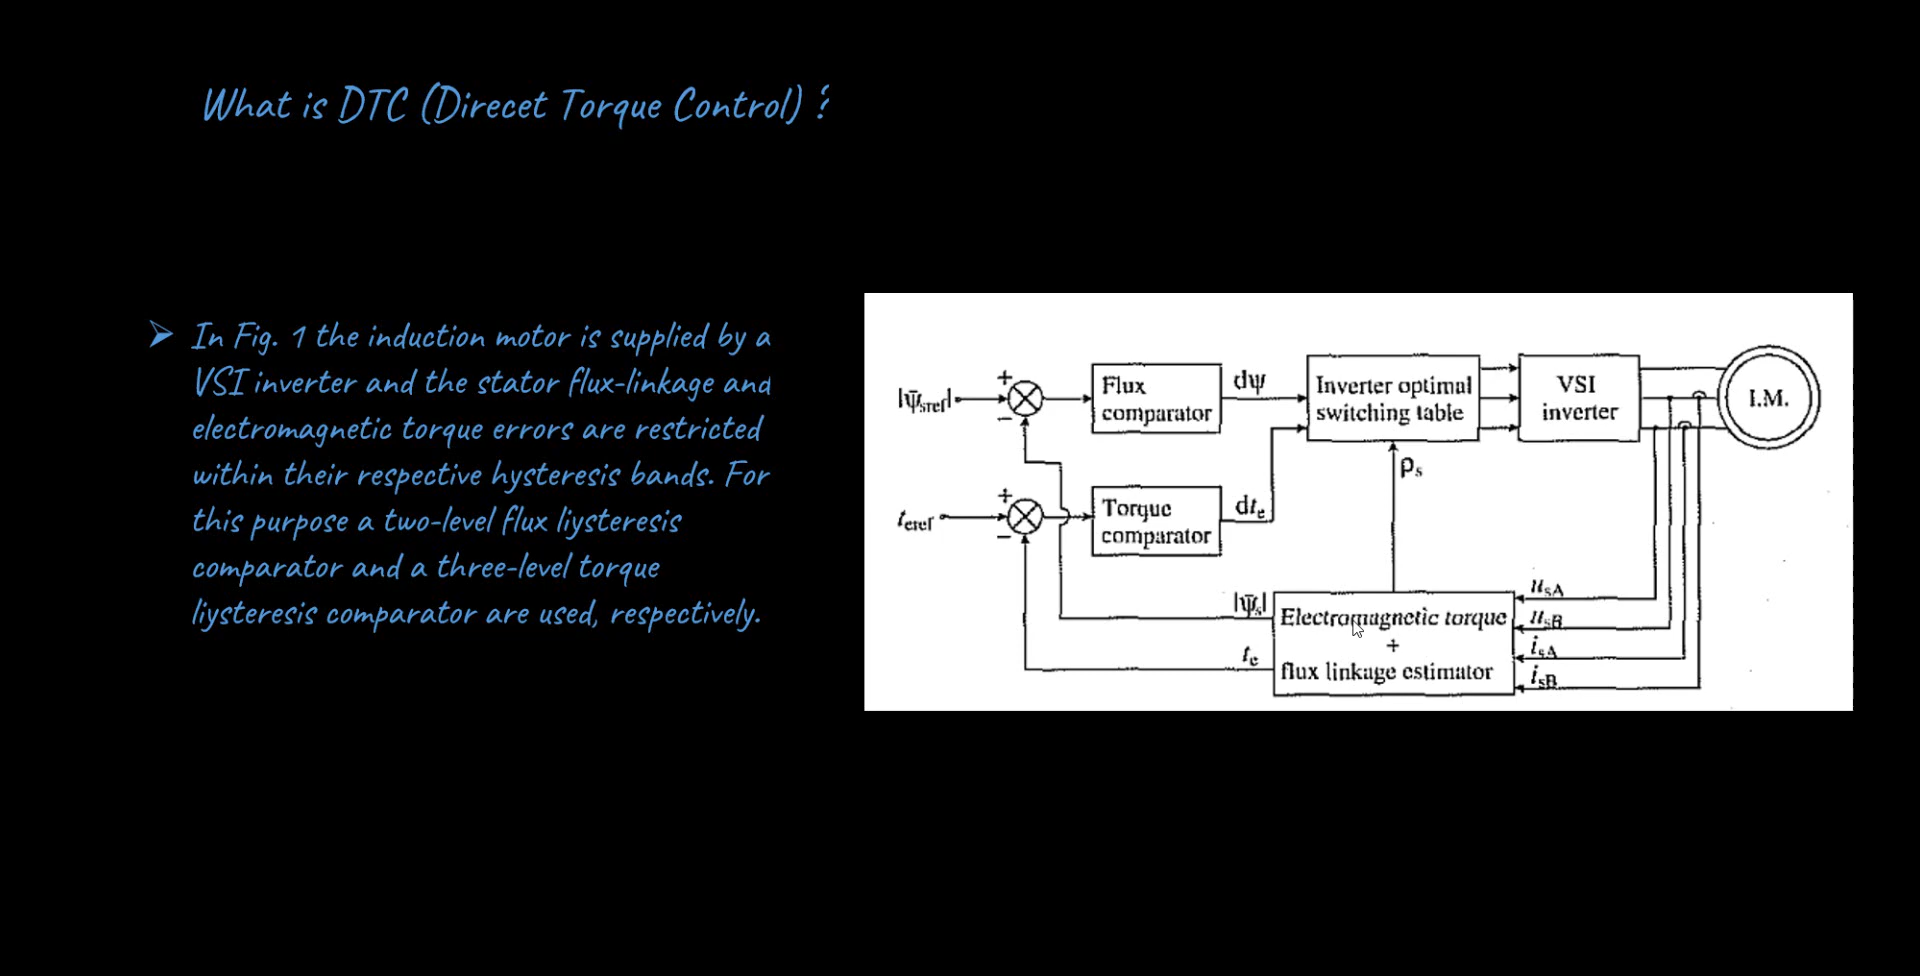 What is DTC (Direcet Torque Control) ?
➢ In Fig. 1 the induction motor is supplied by a
VSI inverter and the stator flux-linkage and
electromagnetic torque errors are restricted
within their respective hysteresis bands. For
this purpose a two-level flux liysteresis
comparator and a three-level torque
liysteresis comparator are used, respectively.
|ψ̄sref|
+
−
Flux
comparator
dψ
Inverter optimal
switching table
VSI
inverter
I.M.
ρs
teref
+
−
Torque
comparator
dte
|ψ̄s|
te
Electromagnetic torque
+
flux linkage estimator
usA
usB
isA
isB